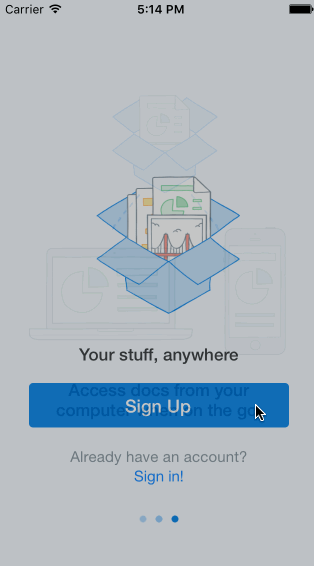 Carrier 5:14 PM
Your stuff, anywhere
Access docs from your
computer when on the go
Sign Up
Already have an account?
Sign in!